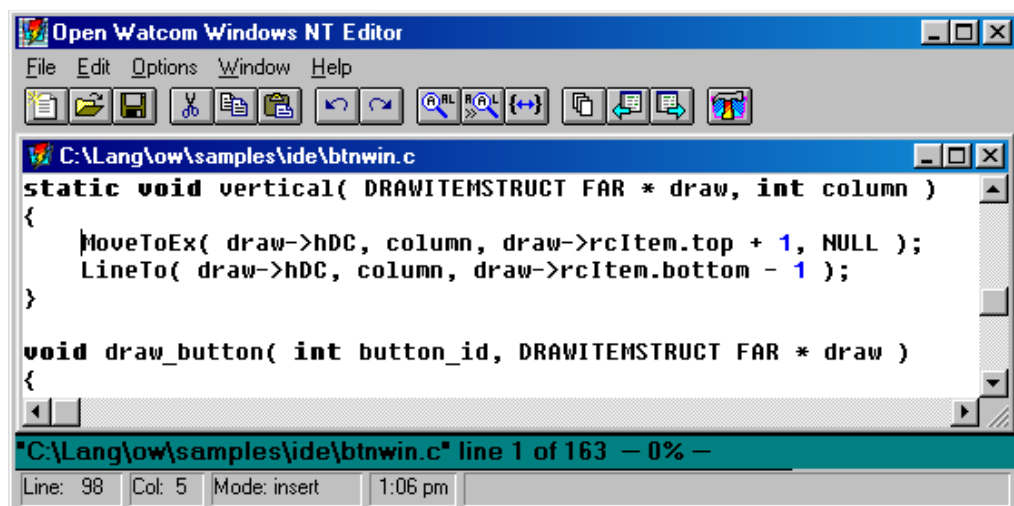 Open Watcom Windows NT Editor
File Edit Options Window Help
C:\Lang\ow\samples\ide\btnwin.c
static void vertical( DRAWITEMSTRUCT FAR * draw, int column )
{
    MoveToEx( draw->hDC, column, draw->rcItem.top + 1, NULL );
    LineTo( draw->hDC, column, draw->rcItem.bottom - 1 );
}
void draw_button( int button_id, DRAWITEMSTRUCT FAR * draw )
{
"C:\Lang\ow\samples\ide\btnwin.c" line 1 of 163 -- 0% --
Line: 98 Col: 5 Mode: insert 1:06 pm